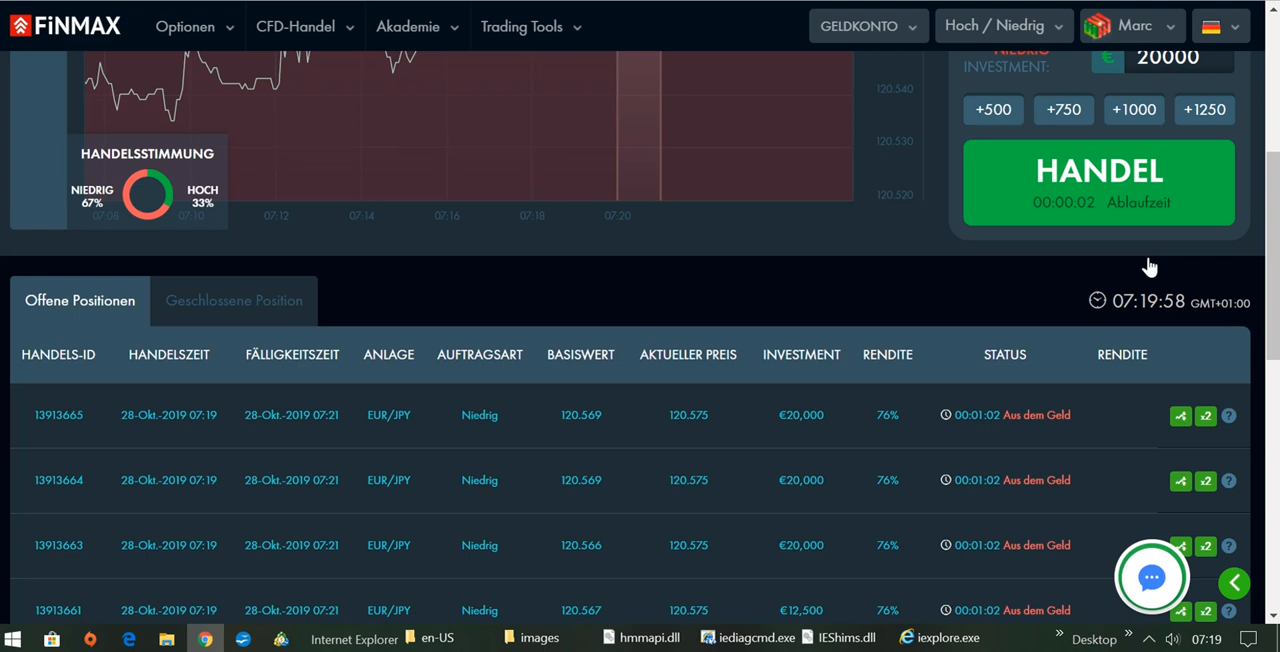 FiNMAX
Optionen
CFD-Handel
Akademie
Trading Tools
GELDKONTO
Hoch / Niedrig
Marc
NIEDRIG
INVESTMENT:
€
20000
+500
+750
+1000
+1250
HANDEL
00:00:02 Ablaufzeit
120.540
120.530
120.520
HANDELSSTIMMUNG
NIEDRIG
67%
HOCH
33%
07:08
07:10
07:12
07:14
07:16
07:18
07:20
Offene Positionen
Geschlossene Position
07:19:58 GMT+01:00
HANDELS-ID HANDELSZEIT FÄLLIGKEITSZEIT ANLAGE AUFTRAGSART BASISWERT AKTUELLER PREIS INVESTMENT RENDITE STATUS RENDITE
13913665 28-Okt.-2019 07:19 28-Okt.-2019 07:21 EUR/JPY Niedrig 120.569 120.575 €20,000 76% 00:01:02 Aus dem Geld x2 ?
13913664 28-Okt.-2019 07:19 28-Okt.-2019 07:21 EUR/JPY Niedrig 120.569 120.575 €20,000 76% 00:01:02 Aus dem Geld x2 ?
13913663 28-Okt.-2019 07:19 28-Okt.-2019 07:21 EUR/JPY Niedrig 120.566 120.575 €20,000 76% 00:01:02 Aus dem Geld x2 ?
13913661 28-Okt.-2019 07:19 28-Okt.-2019 07:21 EUR/JPY Niedrig 120.567 120.575 €12,500 76% 00:01:02 Aus dem Geld x2 ?
Internet Explorer
en-US
images
hmmapi.dll
iediagcmd.exe
IEShims.dll
iexplore.exe
Desktop
07:19